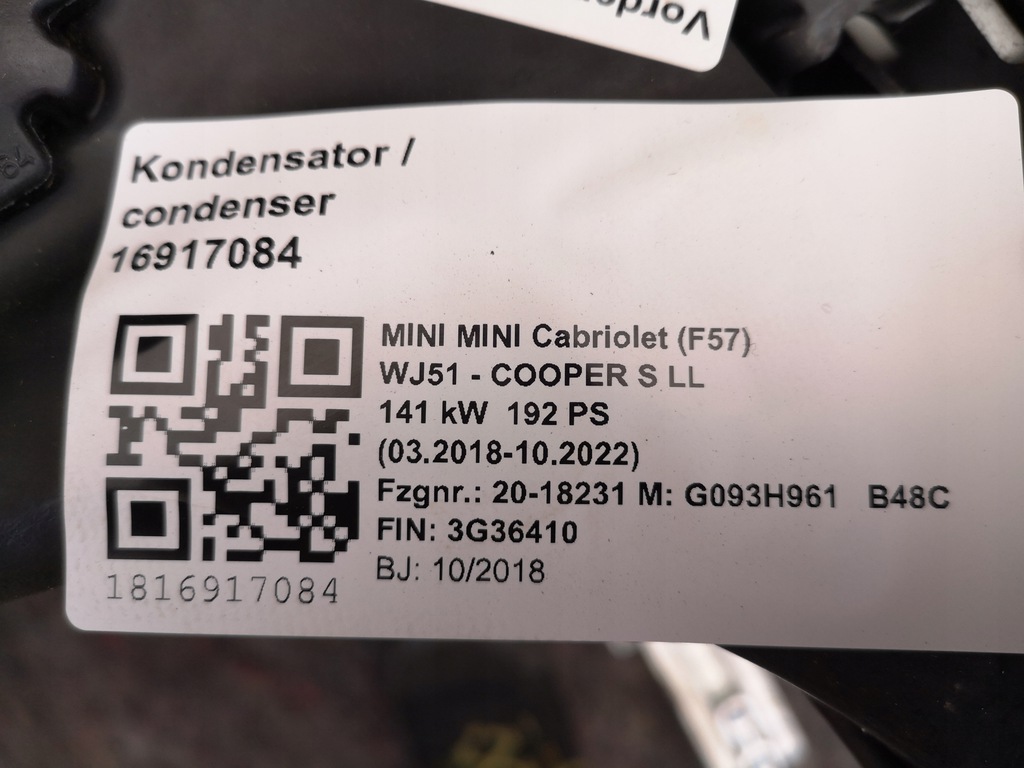 Kondensator /
condenser
16917084
MINI MINI Cabriolet (F57)
WJ51 - COOPER S LL
141 kW 192 PS
(03.2018-10.2022)
Fzgnr.: 20-18231 M: G093H961 B48C
FIN: 3G36410
BJ: 10/2018
1816917084